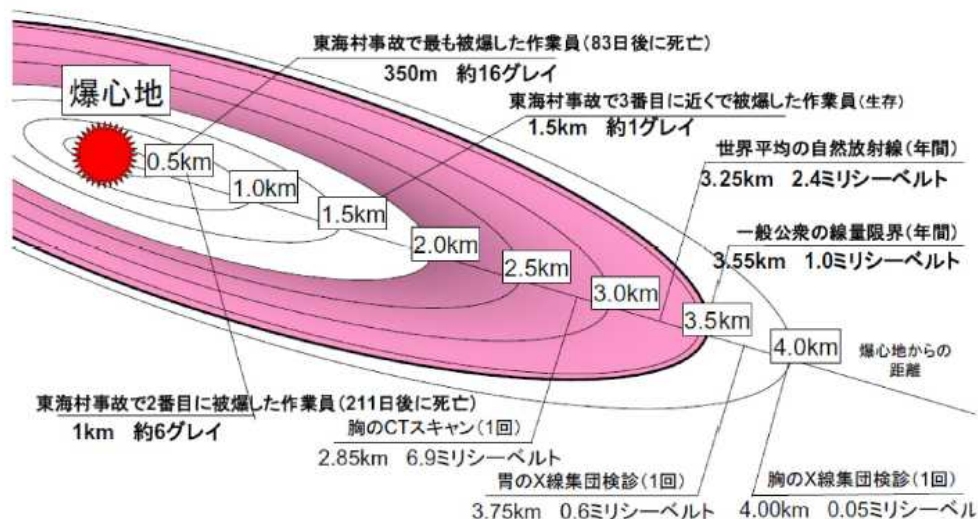 東海村事故で最も被爆した作業員(83日後に死亡)
350m 約16グレイ
爆心地
東海村事故で3番目に近くで被爆した作業員(生存)
1.5km 約1グレイ
世界平均の自然放射線(年間)
3.25km 2.4ミリシーベルト
0.5km
1.0km
1.5km
一般公衆の線量限界(年間)
3.55km 1.0ミリシーベルト
2.0km
2.5km
3.0km
3.5km
4.0km
爆心地からの
距離
東海村事故で2番目に被爆した作業員(211日後に死亡)
1km 約6グレイ
胸のCTスキャン(1回)
2.85km 6.9ミリシーベルト
胃のX線集団検診(1回)
3.75km 0.6ミリシーベルト
胸のX線集団検診(1回)
4.00km 0.05ミリシーベル